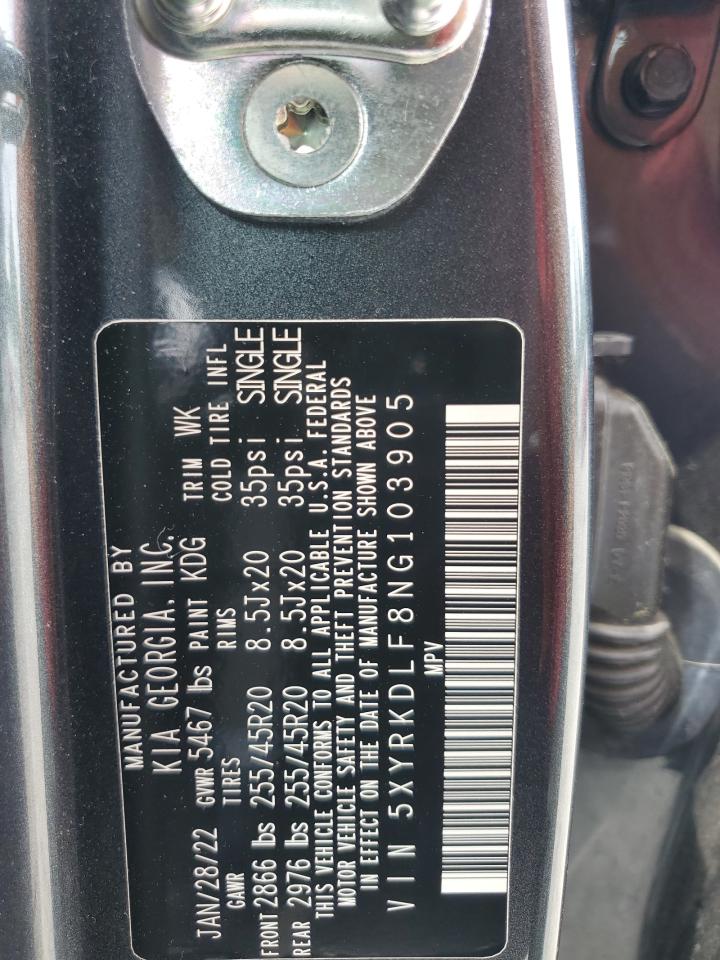 MANUFACTURED BY
KIA GEORGIA, INC.
JAN/28/22 GVWR 5467 lbs PAINT KDG TRIM WK
GAWR TIRES RIMS COLD TIRE INFL
FRONT 2866 lbs 255/45R20 8.5Jx20 35psi SINGLE
REAR 2976 lbs 255/45R20 8.5Jx20 35psi SINGLE
THIS VEHICLE CONFORMS TO ALL APPLICABLE U.S.A. FEDERAL
MOTOR VEHICLE SAFETY AND THEFT PREVENTION STANDARDS
IN EFFECT ON THE DATE OF MANUFACTURE SHOWN ABOVE
VIN 5XYRKDLF8NG103905
MPV